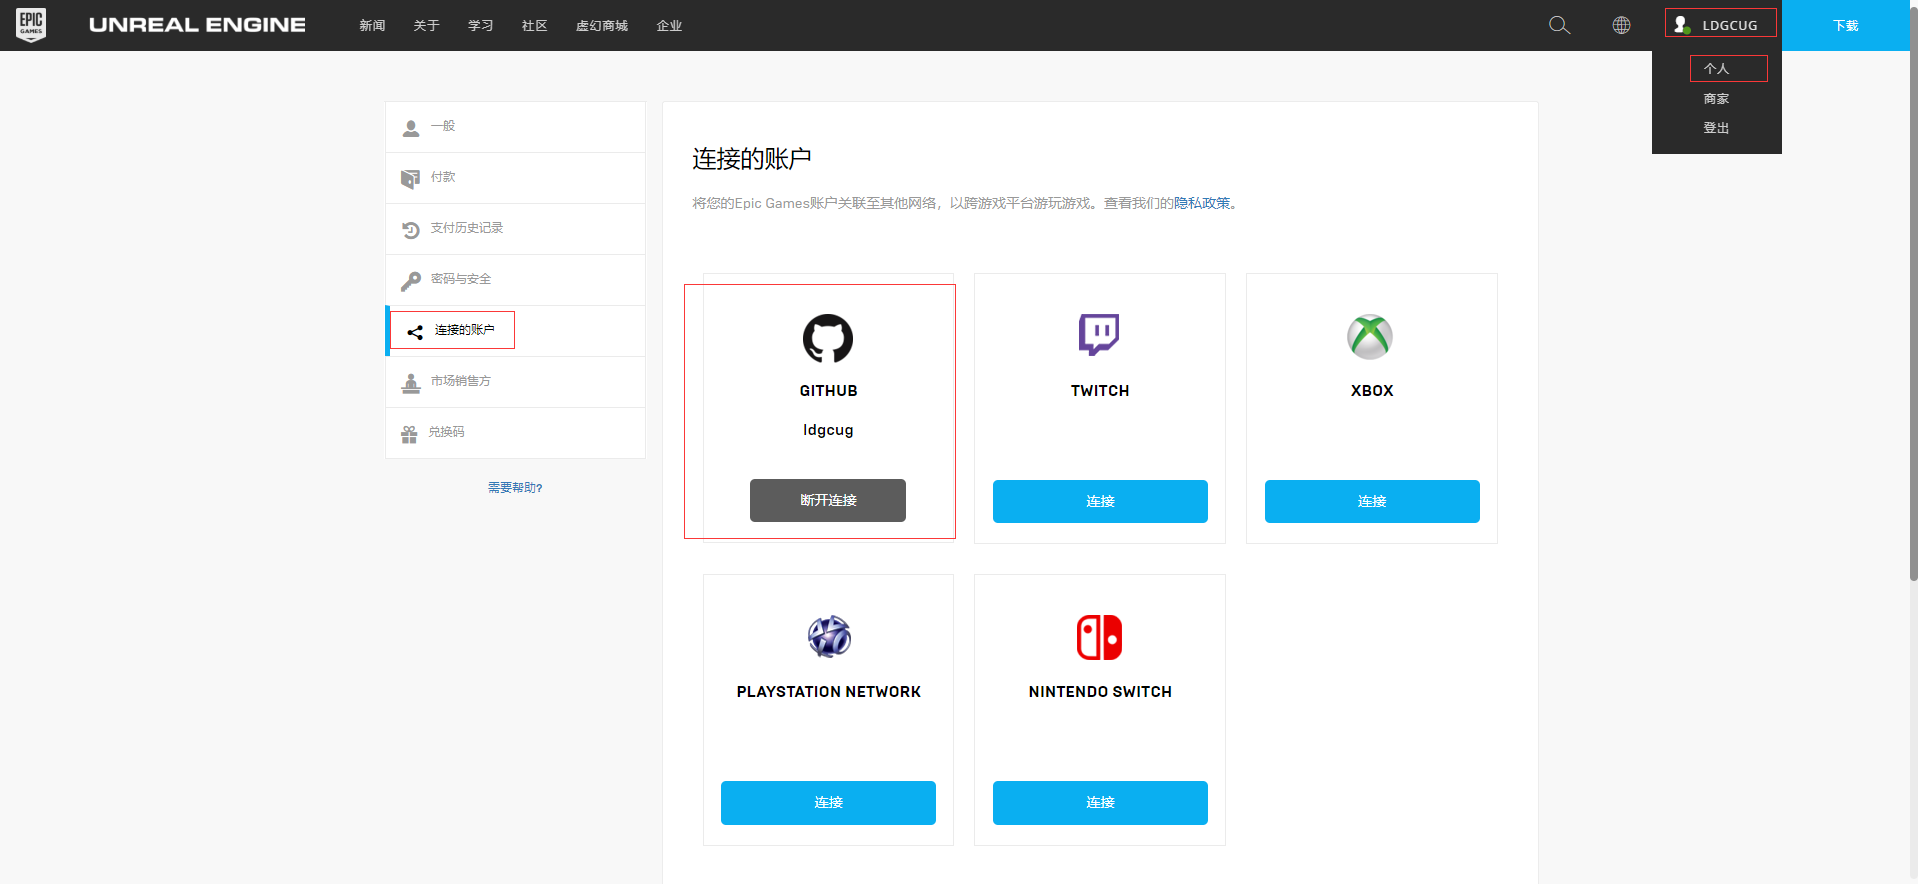 EPIC
GAMES
UNREAL ENGINE
新闻
关于
学习
社区
虚幻商城
企业
LDGCUG
下载
个人
商家
登出
一般
付款
支付历史记录
密码与安全
连接的账户
市场销售方
兑换码
需要帮助?
连接的账户
将您的Epic Games账户关联至其他网络，以跨游戏平台游玩游戏。查看我们的隐私政策。
GITHUB
ldgcug
断开连接
TWITCH
连接
XBOX
连接
PLAYSTATION NETWORK
连接
NINTENDO SWITCH
连接